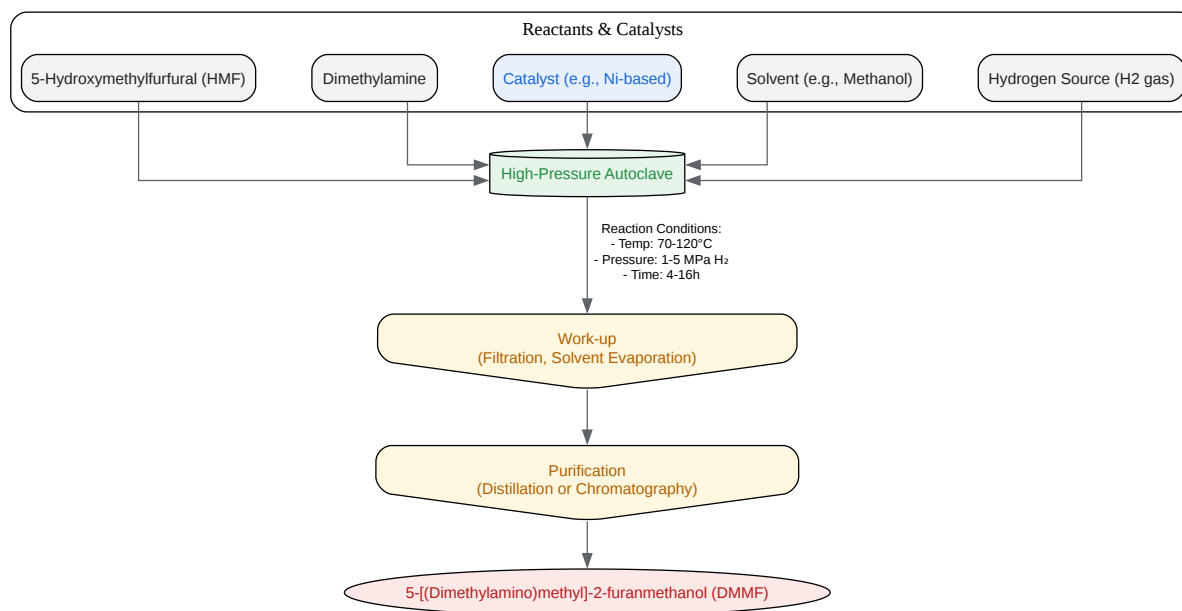 Reactants & Catalysts
5-Hydroxymethylfurfural (HMF)
Dimethylamine
Catalyst (e.g., Ni-based)
Solvent (e.g., Methanol)
Hydrogen Source (H2 gas)
High-Pressure Autoclave
Reaction Conditions:
- Temp: 70-120°C
- Pressure: 1-5 MPa H₂
- Time: 4-16h
Work-up
(Filtration, Solvent Evaporation)
Purification
(Distillation or Chromatography)
5-[(Dimethylamino)methyl]-2-furanmethanol (DMMF)